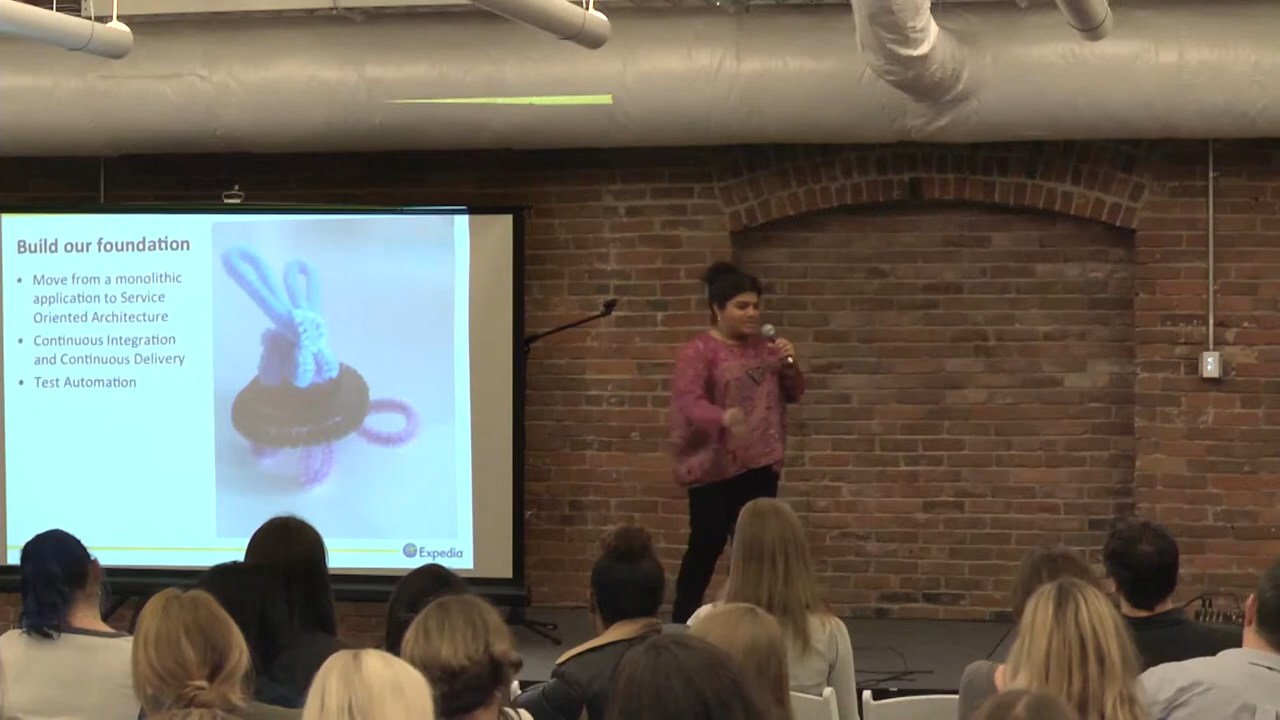 Build our foundation
• Move from a monolithic
application to Service
Oriented Architecture
• Continuous Integration
and Continuous Delivery
• Test Automation
Expedia